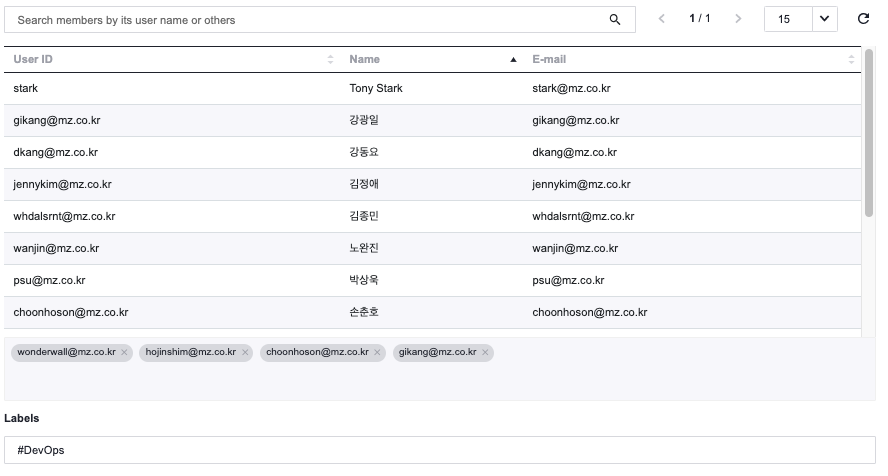 Search members by its user name or others 1 / 1 15
User ID Name E-mail
stark Tony Stark stark@mz.co.kr
gikang@mz.co.kr 강광일 gikang@mz.co.kr
dkang@mz.co.kr 강동요 dkang@mz.co.kr
jennykim@mz.co.kr 김정애 jennykim@mz.co.kr
whdalsrnt@mz.co.kr 김종민 whdalsrnt@mz.co.kr
wanjin@mz.co.kr 노완진 wanjin@mz.co.kr
psu@mz.co.kr 박상욱 psu@mz.co.kr
choonhoson@mz.co.kr 손춘호 choonhoson@mz.co.kr
wonderwall@mz.co.kr × hojinshim@mz.co.kr × choonhoson@mz.co.kr × gikang@mz.co.kr ×
Labels
#DevOps